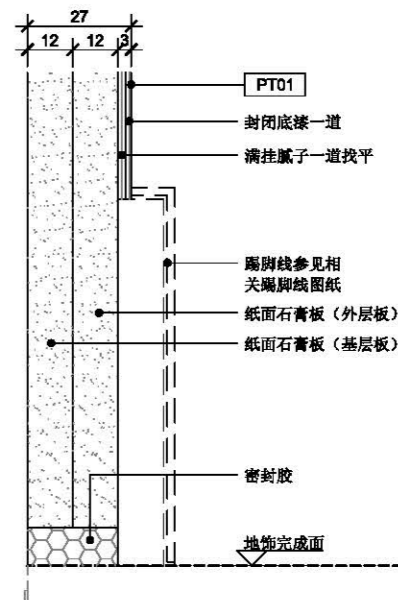 27
12 12 3
PT01
封闭底漆一道
满挂腻子一道找平
踢脚线参见相
关踢脚线图纸
纸面石膏板（外层板）
纸面石膏板（基层板）
密封胶
地饰完成面